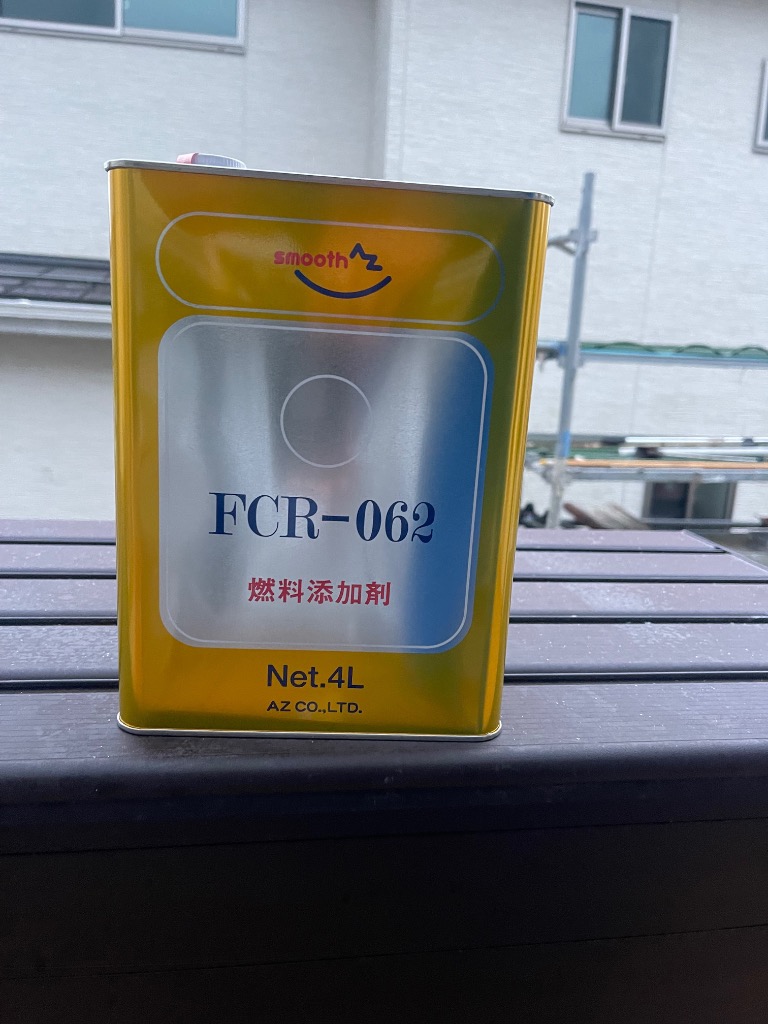 smooth AZ
FCR-062
燃料添加剤
Net.4L
AZ CO.,LTD.